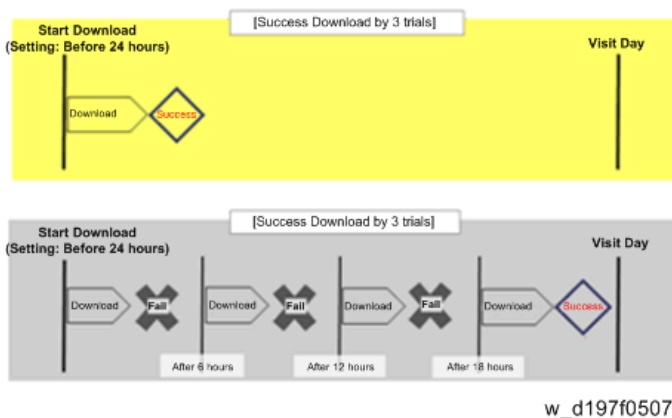 [Success Download by 3 trials]
Start Download
(Setting: Before 24 hours)
Visit Day
Download
Success
[Success Download by 3 trials]
Start Download
(Setting: Before 24 hours)
Visit Day
Download
Fail
Download
Fail
Download
Fail
Download
Success
After 6 hours
After 12 hours
After 18 hours
w_d197f0507